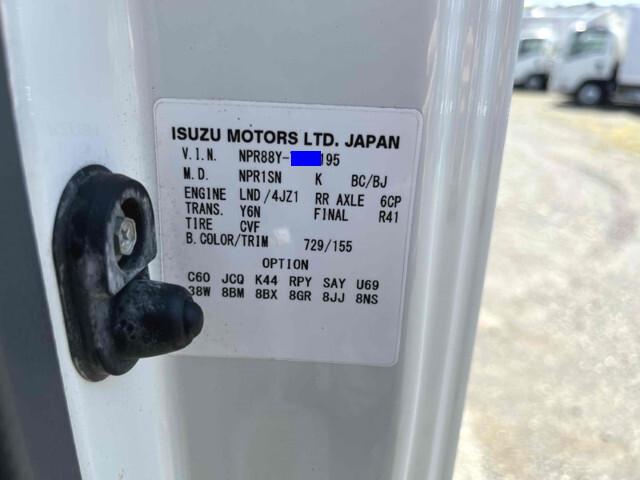 ISUZU MOTORS LTD. JAPAN
V.I.N. NPR88Y- 195
M.D. NPR1SN K BC/BJ
ENGINE LND/4JZ1 RR AXLE 6CP
TRANS. Y6N FINAL R41
TIRE CVF
B.COLOR/TRIM 729/155
OPTION
C60 JCQ K44 RPY SAY U69
38W 8BM 8BX 8GR 8JJ 8NS